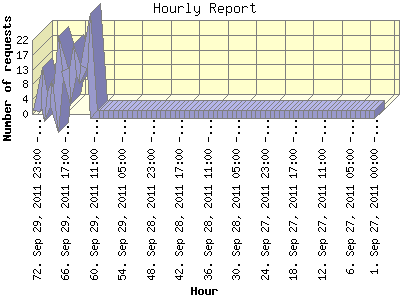 Hourly Report
Number of requests
22
17
13
8
4
0
72. Sep 29, 2011 23:00 -...
66. Sep 29, 2011 17:00 -...
60. Sep 29, 2011 11:00 -...
54. Sep 29, 2011 05:00 -...
48. Sep 28, 2011 23:00 -...
42. Sep 28, 2011 17:00 -...
36. Sep 28, 2011 11:00 -...
30. Sep 28, 2011 05:00 -...
24. Sep 27, 2011 23:00 -...
18. Sep 27, 2011 17:00 -...
12. Sep 27, 2011 11:00 -...
6. Sep 27, 2011 05:00 -...
1. Sep 27, 2011 00:00 -...
Hour